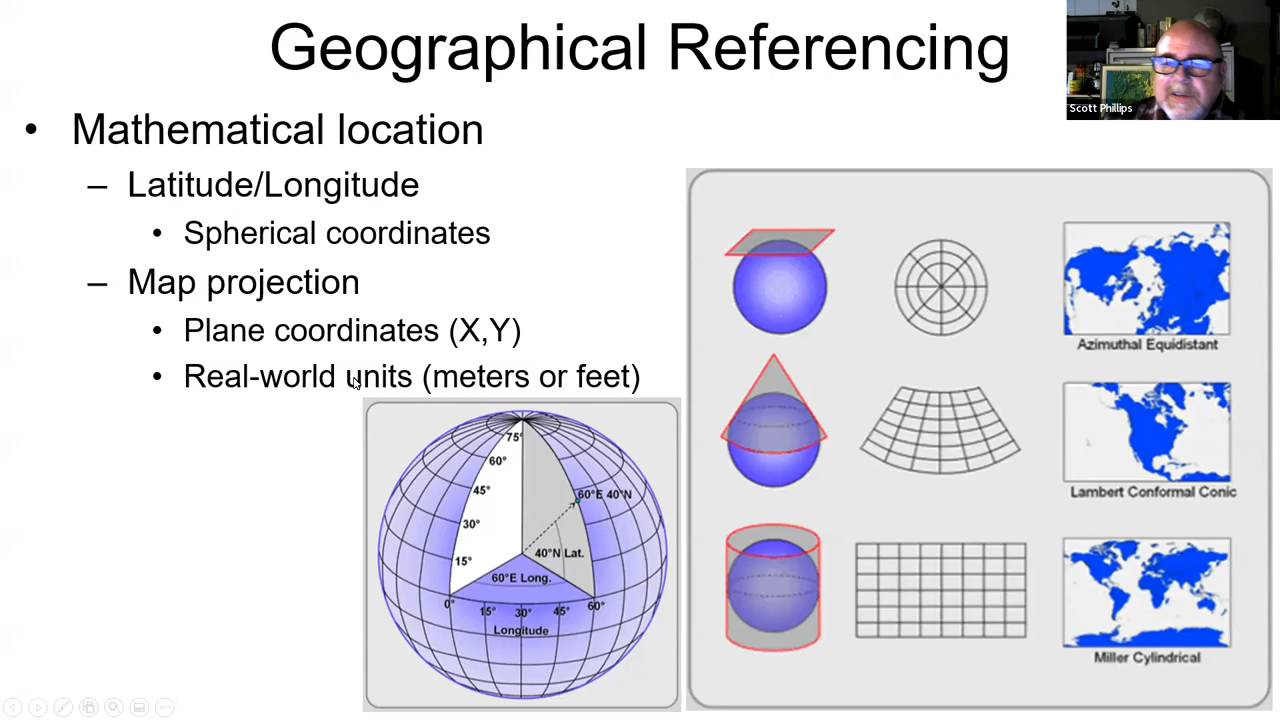 Geographical Referencing
Scott Phillips
• Mathematical location
– Latitude/Longitude
• Spherical coordinates
– Map projection
• Plane coordinates (X,Y)
• Real-world units (meters or feet)
75°
60°
45°
30°
15°
60°E 40°N
40°N Lat.
60°E Long.
0° 15° 30° 45° 60°
Longitude
Azimuthal Equidistant
Lambert Conformal Conic
Miller Cylindrical